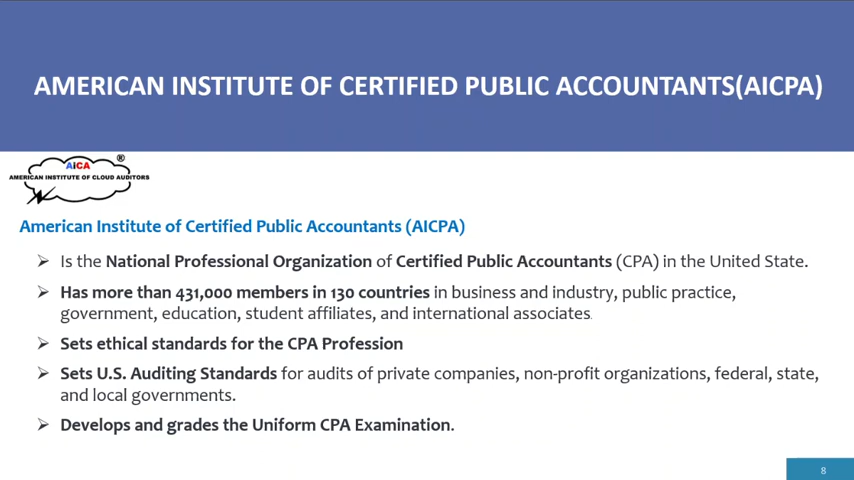 AMERICAN INSTITUTE OF CERTIFIED PUBLIC ACCOUNTANTS(AICPA)
AiCA ®
AMERICAN INSTITUTE OF CLOUD AUDITORS
American Institute of Certified Public Accountants (AICPA)
➢ Is the National Professional Organization of Certified Public Accountants (CPA) in the United State.
➢ Has more than 431,000 members in 130 countries in business and industry, public practice,
government, education, student affiliates, and international associates.
➢ Sets ethical standards for the CPA Profession
➢ Sets U.S. Auditing Standards for audits of private companies, non-profit organizations, federal, state,
and local governments.
➢ Develops and grades the Uniform CPA Examination.
8